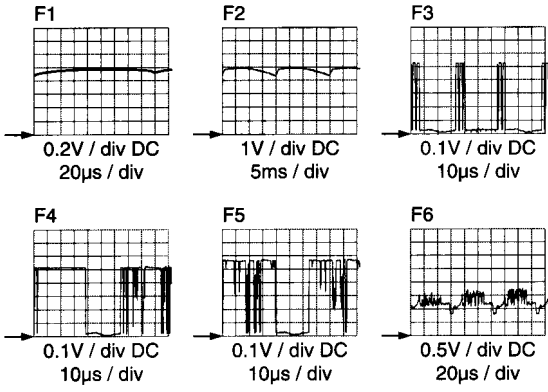 F1
F2
F3
0.2V / div DC
20µs / div
1V / div DC
5ms / div
0.1V / div DC
10µs / div
F4
F5
F6
0.1V / div DC
10µs / div
0.1V / div DC
10µs / div
0.5V / div DC
20µs / div